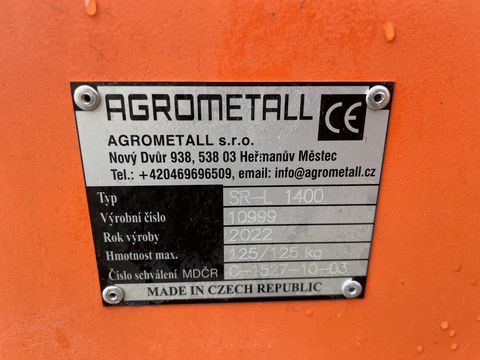 AGROMETALL CE
AGROMETALL s.r.o.
Nový Dvůr 938, 538 03 Heřmanův Městec
Tel.: +420469696509, email: info@agrometall.cz
Typ SR-L 1400
Výrobní číslo 10999
Rok výroby 2022
Hmotnost max. 125/125 kg
Číslo schválení MDČR C-1527-10-03
MADE IN CZECH REPUBLIC